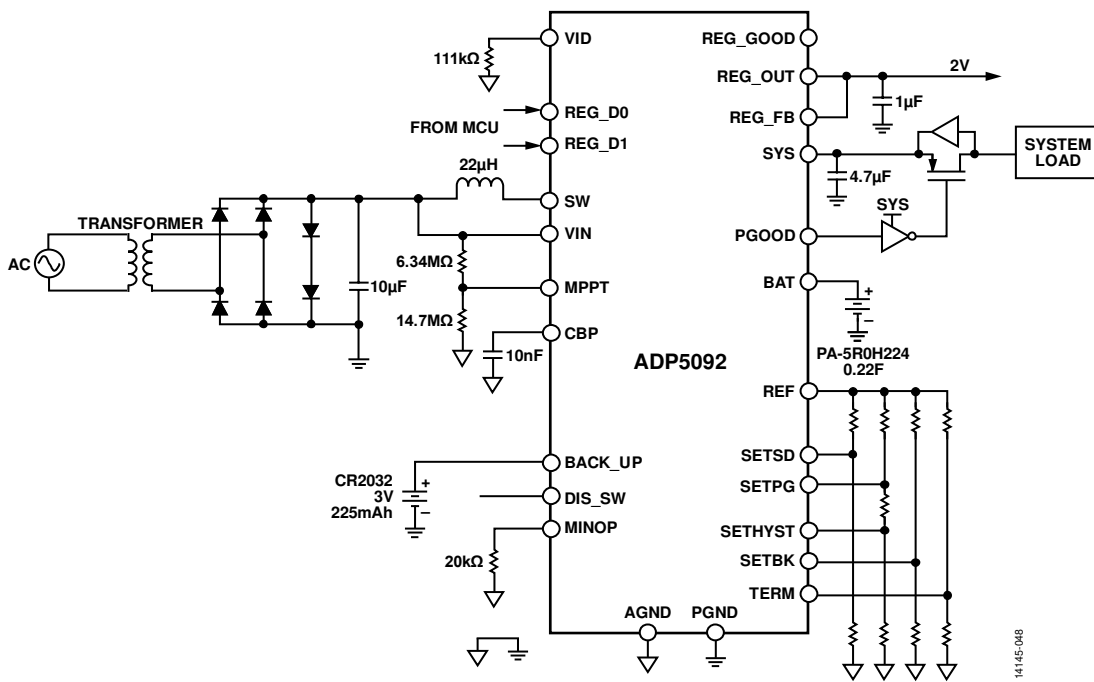 VID
111kΩ
REG_D0
FROM MCU
REG_D1
22µH
SW
TRANSFORMER
VIN
AC
6.34MΩ
10µF
MPPT
14.7MΩ
CBP
10nF
ADP5092
BACK_UP
CR2032
3V
225mAh
+
–
DIS_SW
MINOP
20kΩ
AGND
PGND
REG_GOOD
REG_OUT
2V
1µF
REG_FB
SYS
4.7µF
SYSTEM
LOAD
SYS
PGOOD
BAT
+
–
PA-5R0H224
0.22F
REF
SETSD
SETPG
SETHYST
SETBK
TERM
14145-048